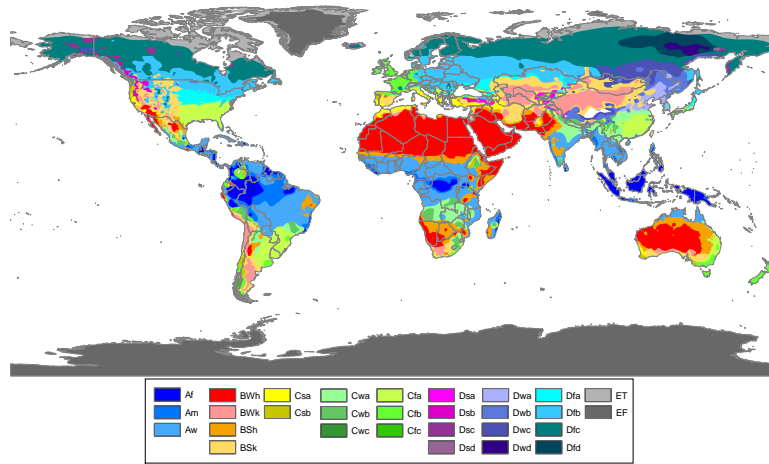 Af BWh Csa Cwa Cfa Dsa Dwa Dfa ET
Am BWk Csb Cwb Cfb Dsb Dwb Dfb EF
Aw BSh Cwc Cfc Dsc Dwc Dfc
BSk Dsd Dwd Dfd